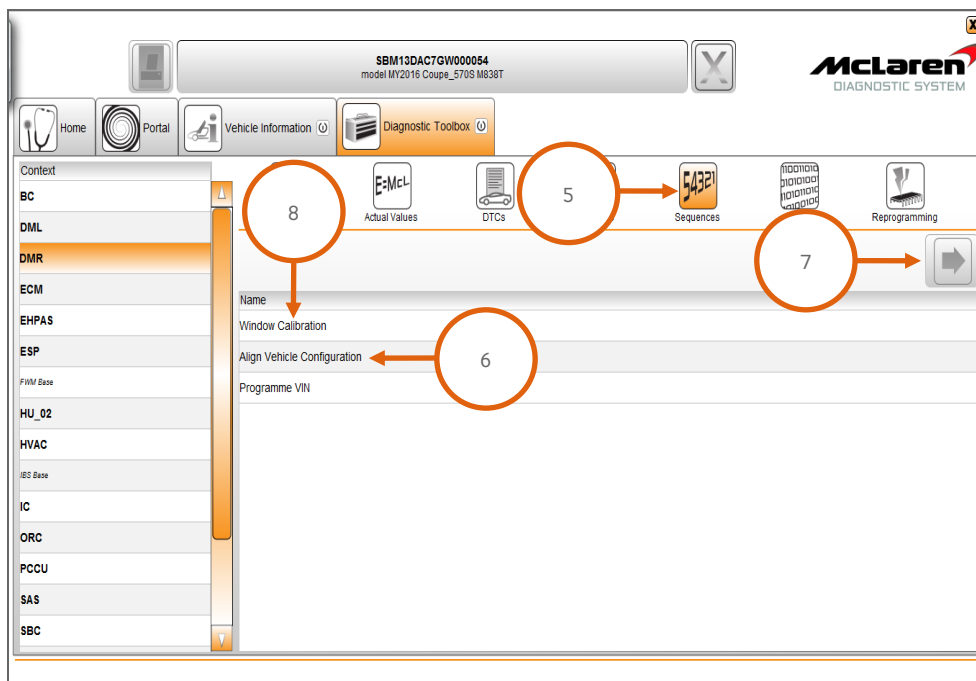 X
SBM13DAC7GW000054
model MY2016 Coupe_570S M838T
X
McLaren
DIAGNOSTIC SYSTEM
Home
Portal
Vehicle Information
Diagnostic Toolbox
Context
BC
DML
DMR
ECM
EHPAS
ESP
FWM Base
HU_02
HVAC
IBS Base
IC
ORC
PCCU
SAS
SBC
8
E=McL
Actual Values
DTCs
5
54321
Sequences
Reprogramming
7
Name
Window Calibration
Align Vehicle Configuration
6
Programme VIN